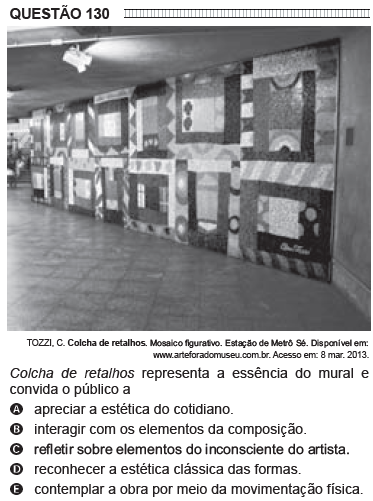 QUESTÃO 130
TOZZI, C. Colcha de retalhos. Mosaico figurativo. Estação de Metrô Sé. Disponível em:
www.arteforadomuseu.com.br. Acesso em: 8 mar. 2013.
Colcha de retalhos representa a essência do mural e
convida o público a
A apreciar a estética do cotidiano.
B interagir com os elementos da composição.
C refletir sobre elementos do inconsciente do artista.
D reconhecer a estética clássica das formas.
E contemplar a obra por meio da movimentação física.